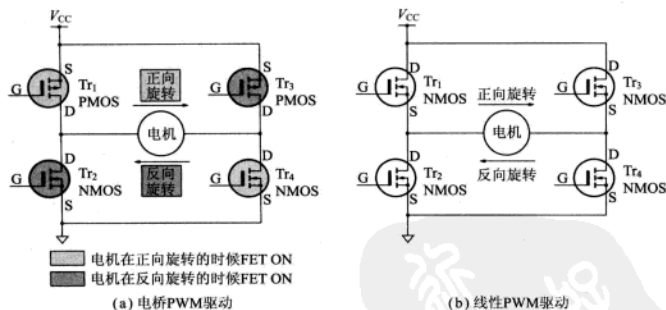 V_CC
S
G
Tr₁
PMOS
D
正向
旋转
S
G
Tr₃
PMOS
D
电机
D
G
Tr₂
NMOS
S
反向
旋转
D
G
Tr₄
NMOS
S
电机在正向旋转的时候FET ON
电机在反向旋转的时候FET ON
(a) 电桥PWM驱动
V_CC
D
G
Tr₁
NMOS
S
正向旋转
D
G
Tr₃
NMOS
S
电机
D
G
Tr₂
NMOS
S
反向旋转
D
G
Tr₄
NMOS
S
(b) 线性PWM驱动